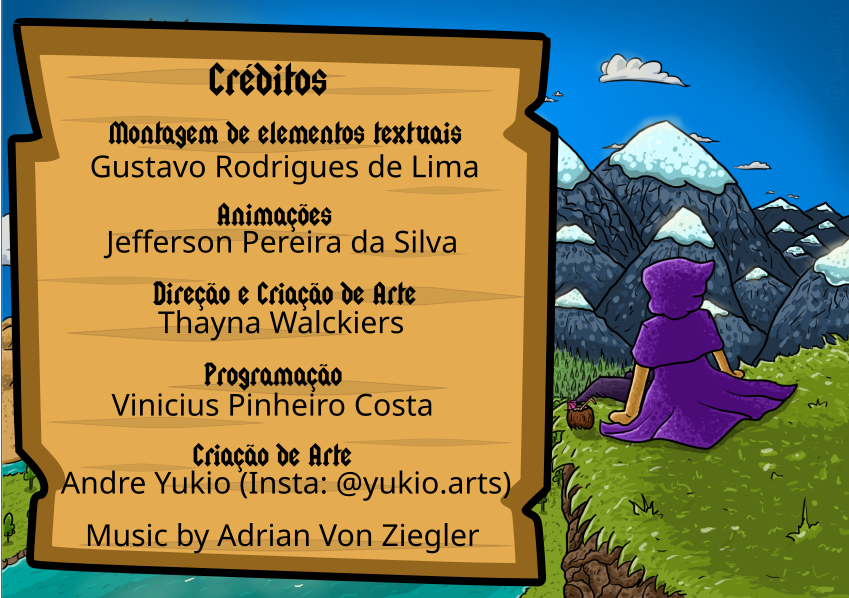 Créditos
Montagem de elementos textuais
Gustavo Rodrigues de Lima
Animações
Jefferson Pereira da Silva
Direção e Criação de Arte
Thayna Walckiers
Programação
Vinicius Pinheiro Costa
Criação de Arte
Andre Yukio (Insta: @yukio.arts)
Music by Adrian Von Ziegler